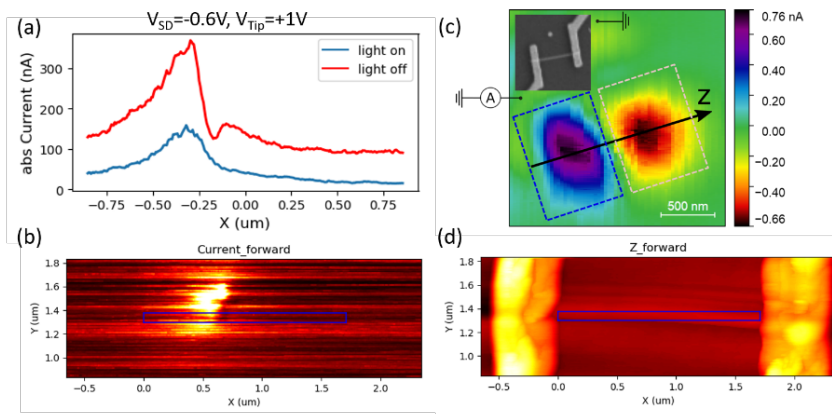 V_SD=-0.6V, V_Tip=+1V
(a)
light on
light off
abs Current (nA)
300
200
100
0
−0.75 −0.50 −0.25 0.00 0.25 0.50 0.75
X (um)
(c)
A
Z
500 nm
0.76 nA
0.60
0.40
0.20
0.00
−0.20
−0.40
−0.66
(b)
Current_forward
Y (um)
1.8
1.6
1.4
1.2
1.0
−0.5 0.0 0.5 1.0 1.5 2.0
X (um)
(d)
Z_forward
Y (um)
1.8
1.6
1.4
1.2
1.0
−0.5 0.0 0.5 1.0 1.5 2.0
X (um)